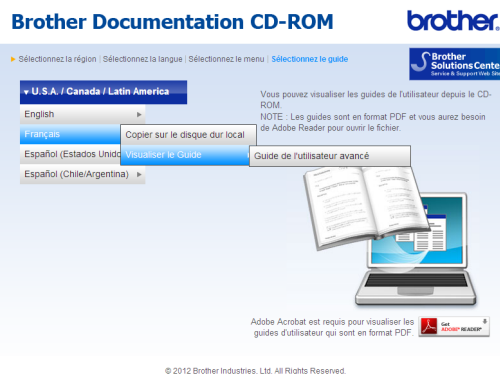 Brother Documentation CD-ROM
brother
Sélectionnez la région | Sélectionnez la langue | Sélectionnez le menu | Sélectionnez le guide
Brother
Solutions Cente
Service & Support Web Site
U.S.A. / Canada / Latin America
English
Français
Español (Estados Unido
Español (Chile/Argentina)
Copier sur le disque dur local
Visualiser le Guide
Guide de l'utilisateur avancé
Vous pouvez visualiser les guides de l'utilisateur depuis le CD-
ROM.
NOTE : Les guides sont en format PDF et vous aurez besoin
de Adobe Reader pour ouvrir le fichier.
Adobe Acrobat est requis pour visualiser les
guides d'utilisateur qui sont en format PDF.
Get
ADOBE® READER®
© 2012 Brother Industries, Ltd. All Rights Reserved.